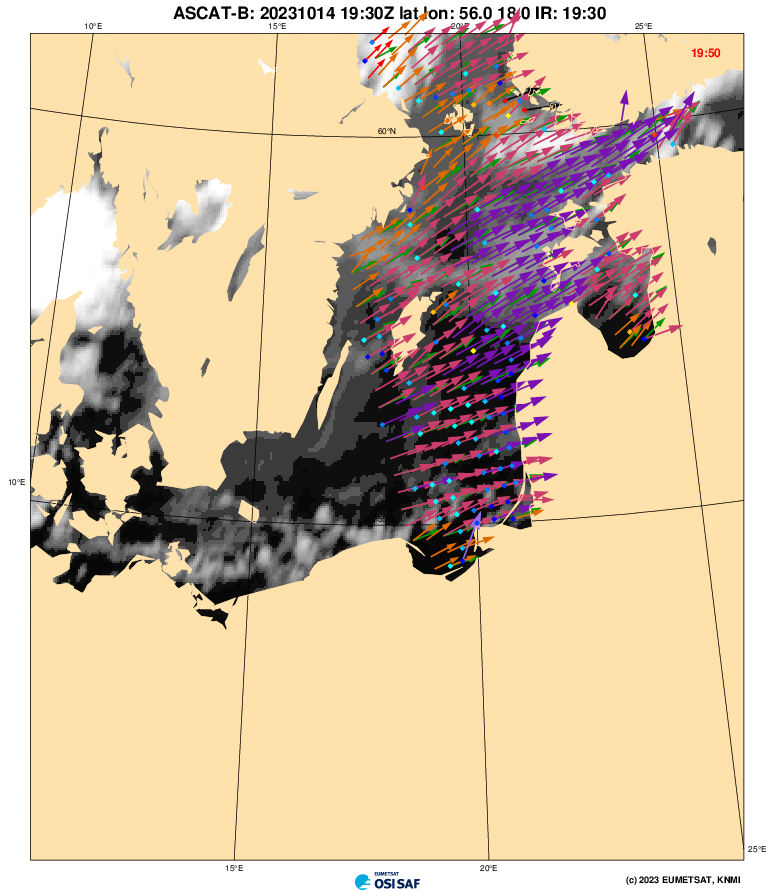 ASCAT-B: 20231014 19:30Z lat lon: 56.0 18.0 IR: 19:30
10°E
15°E
20°E
25°E
19:50
60°N
10°E
15°E
20°E
25°E
EUMETSAT
OSI SAF
(c) 2023 EUMETSAT, KNMI